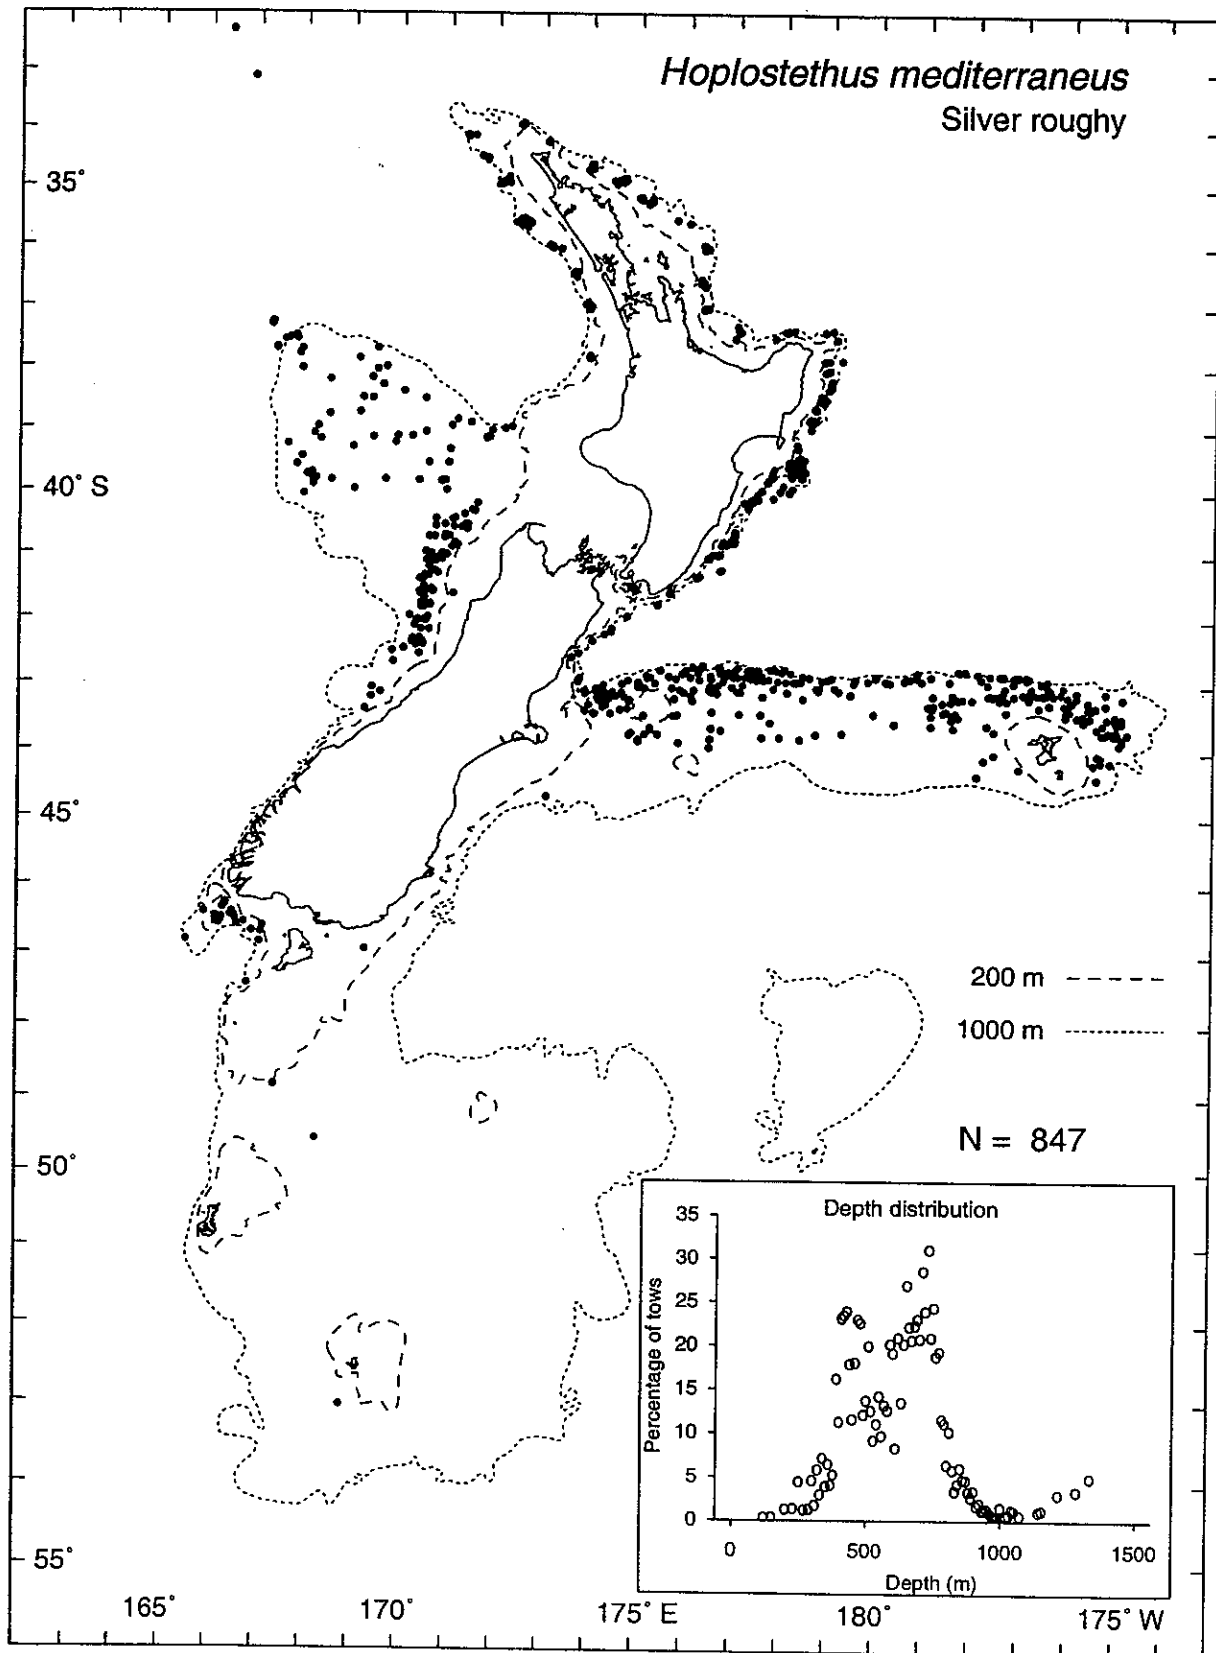 Hoplostethus mediterraneus
Silver roughy
35˚
40˚ S
45˚
50˚
55˚
200 m
1000 m
N = 847
Depth distribution
Percentage of tows
35
30
25
20
15
10
5
0
0 500 1000 1500
Depth (m)
165˚ 170˚ 175˚ E 180˚ 175˚ W